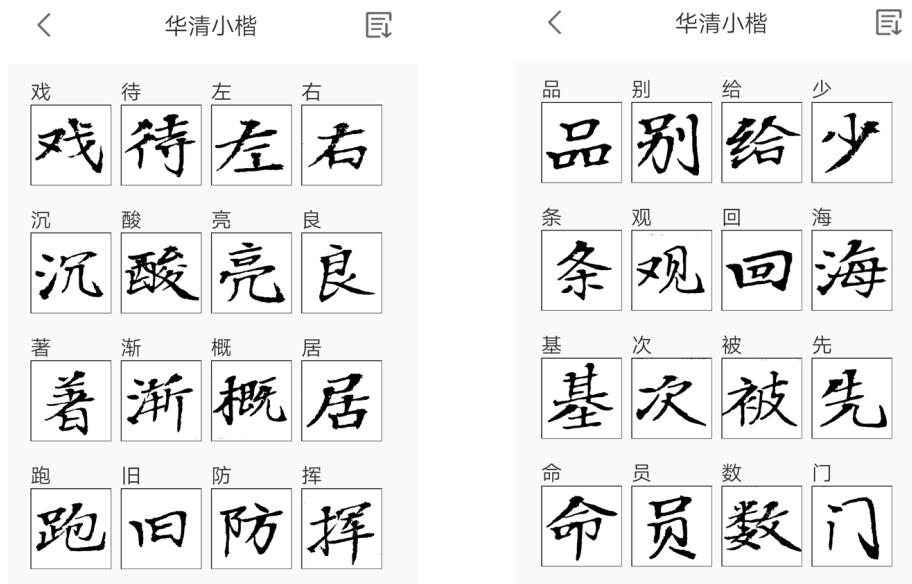 华清小楷
戏 待 左 右
戏 待 左 右
沉 酸 亮 良
沉 酸 亮 良
著 渐 概 居
著 渐 概 居
跑 旧 防 挥
跑 旧 防 挥
华清小楷
品 别 给 少
品 别 给 少
条 观 回 海
条 观 回 海
基 次 被 先
基 次 被 先
命 员 数 门
命 员 数 门